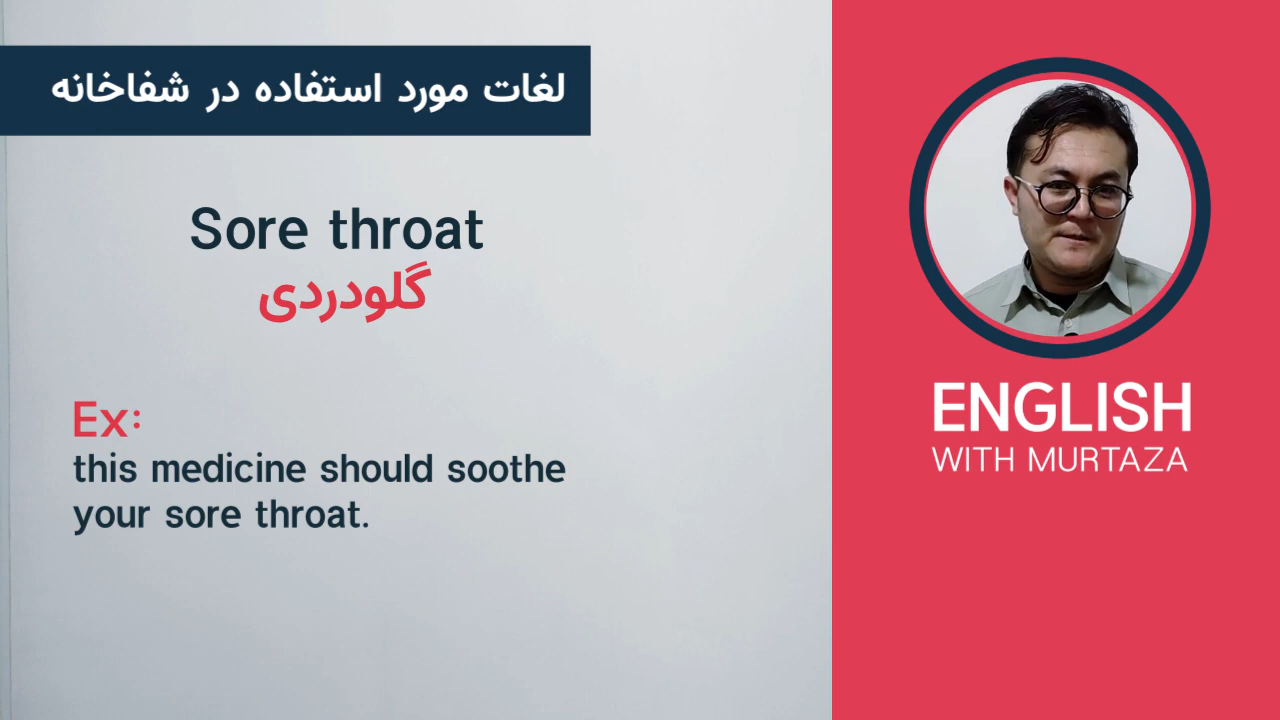 لغات مورد استفاده در شفاخانه
Sore throat
گلودردی
Ex:
this medicine should soothe
your sore throat.
ENGLISH
WITH MURTAZA